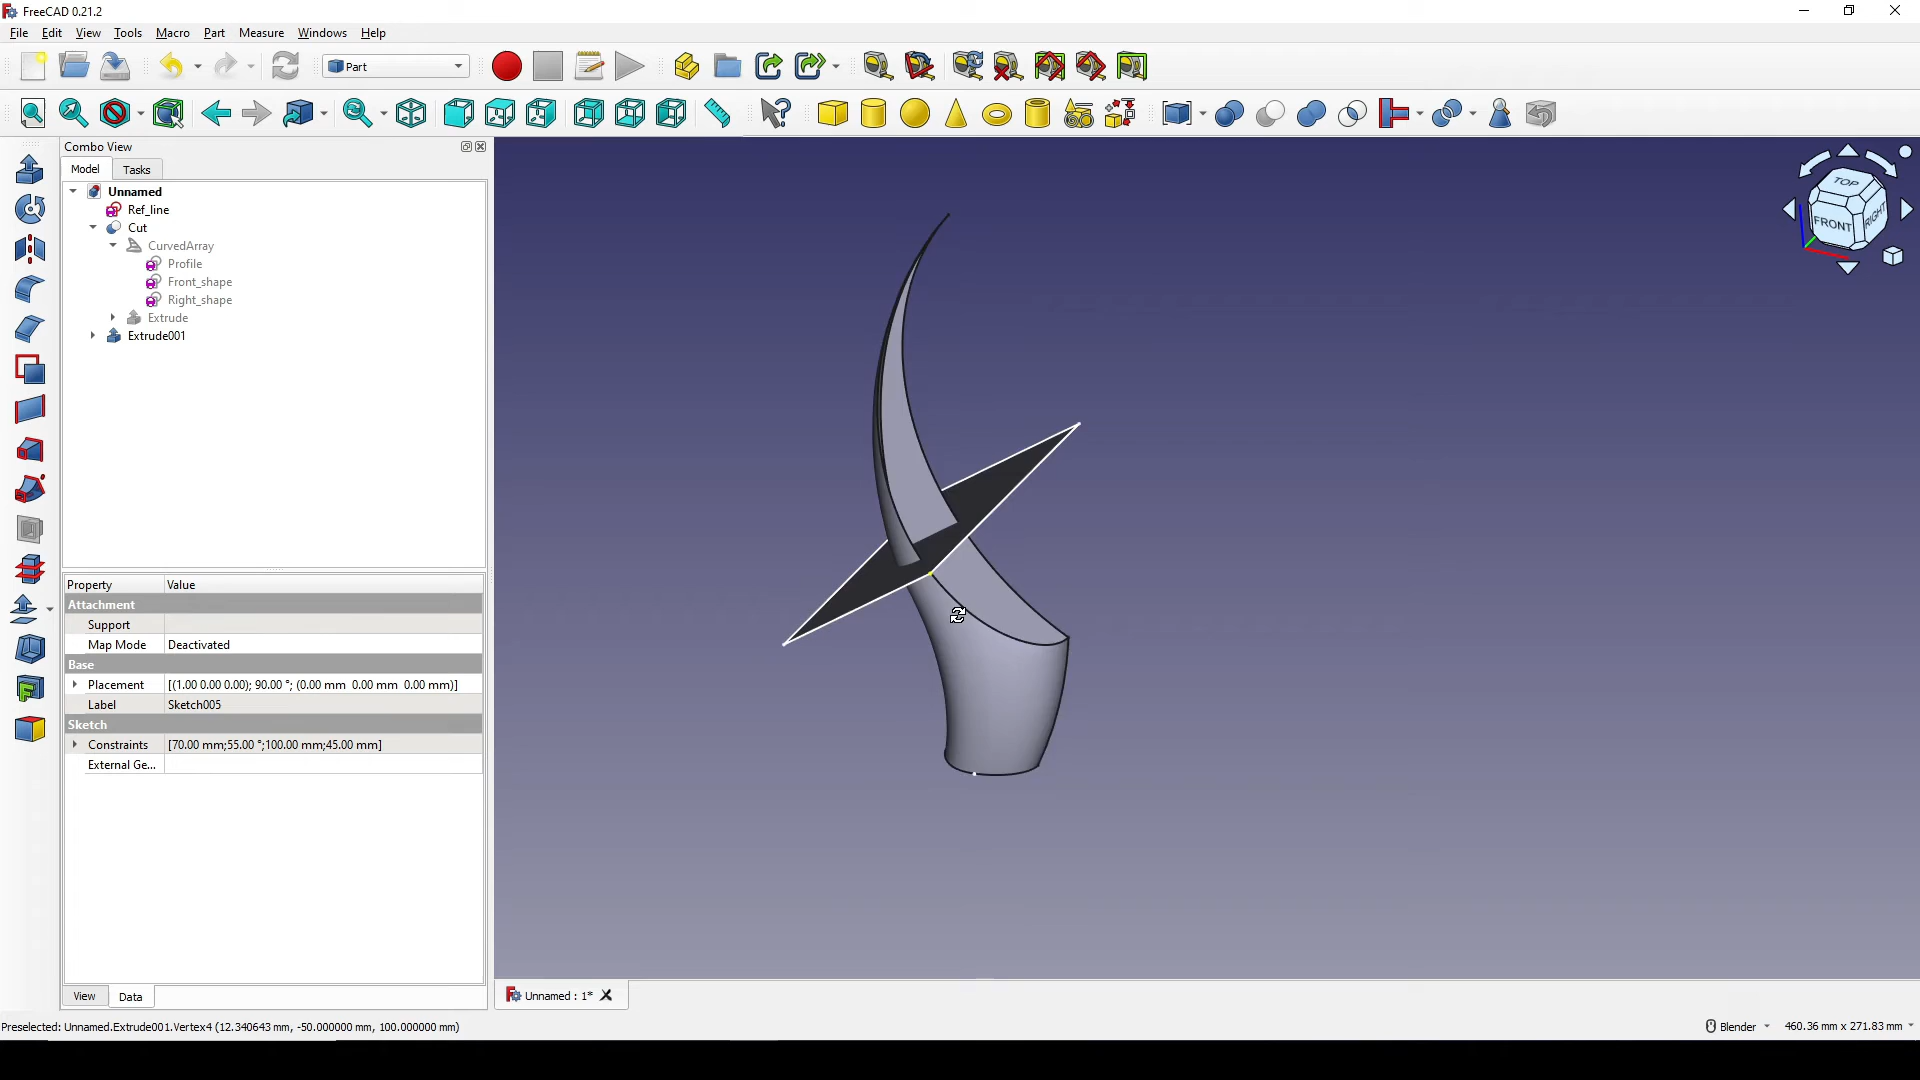 FreeCAD 0.21.2
File Edit View Tools Macro Part Measure Windows Help
Part
Combo View
Model Tasks
Unnamed
Ref_line
Cut
CurvedArray
Profile
Front_shape
Right_shape
Extrude
Extrude001
TOP
FRONT
RIGHT
Property Value
Attachment
Support
Map Mode Deactivated
Base
Placement [(1.00 0.00 0.00); 90.00 °; (0.00 mm 0.00 mm 0.00 mm)]
Label Sketch005
Sketch
Constraints [70.00 mm;55.00 °;100.00 mm;45.00 mm]
External Ge...
View Data
Unnamed : 1*
Preselected: Unnamed.Extrude001.Vertex4 (12.340643 mm, -50.000000 mm, 100.000000 mm)
Blender 460.36 mm x 271.83 mm